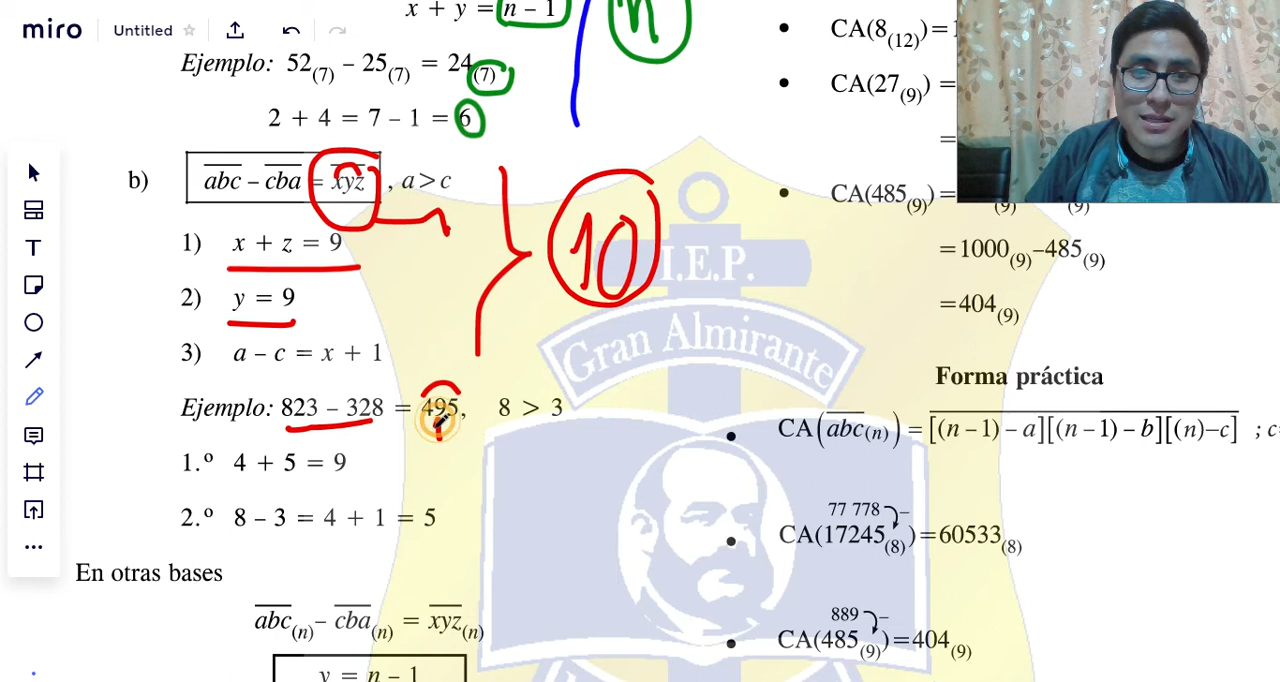 miro
Untitled
x + y = n – 1
n
Ejemplo: 52(7) – 25(7) = 24(7)
2 + 4 = 7 – 1 = 6
b) abc – cba = xyz , a > c
1) x + z = 9
2) y = 9
3) a – c = x + 1
10
Ejemplo: 823 – 328 = 495, 8 > 3
1.º 4 + 5 = 9
2.º 8 – 3 = 4 + 1 = 5
En otras bases
abc(n) – cba(n) = xyz(n)
y = n – 1
I.E.P.
Gran Almirante
• CA(8(12))=1
• CA(27(9)) =
=
• CA(485(9))=
(9) (9)
=1000(9)–485(9)
=404(9)
Forma práctica
• CA(abc(n)) = [(n – 1) – a][(n – 1) – b][(n)–c] ; c
77 778 –
• CA(17245(8))=60533(8)
889 –
• CA(485(9))=404(9)